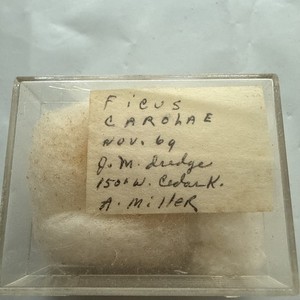 FICUS
CAROLAE
NOV. 69
J. M. dredge
150' W. Cedar K.
A. MILLER